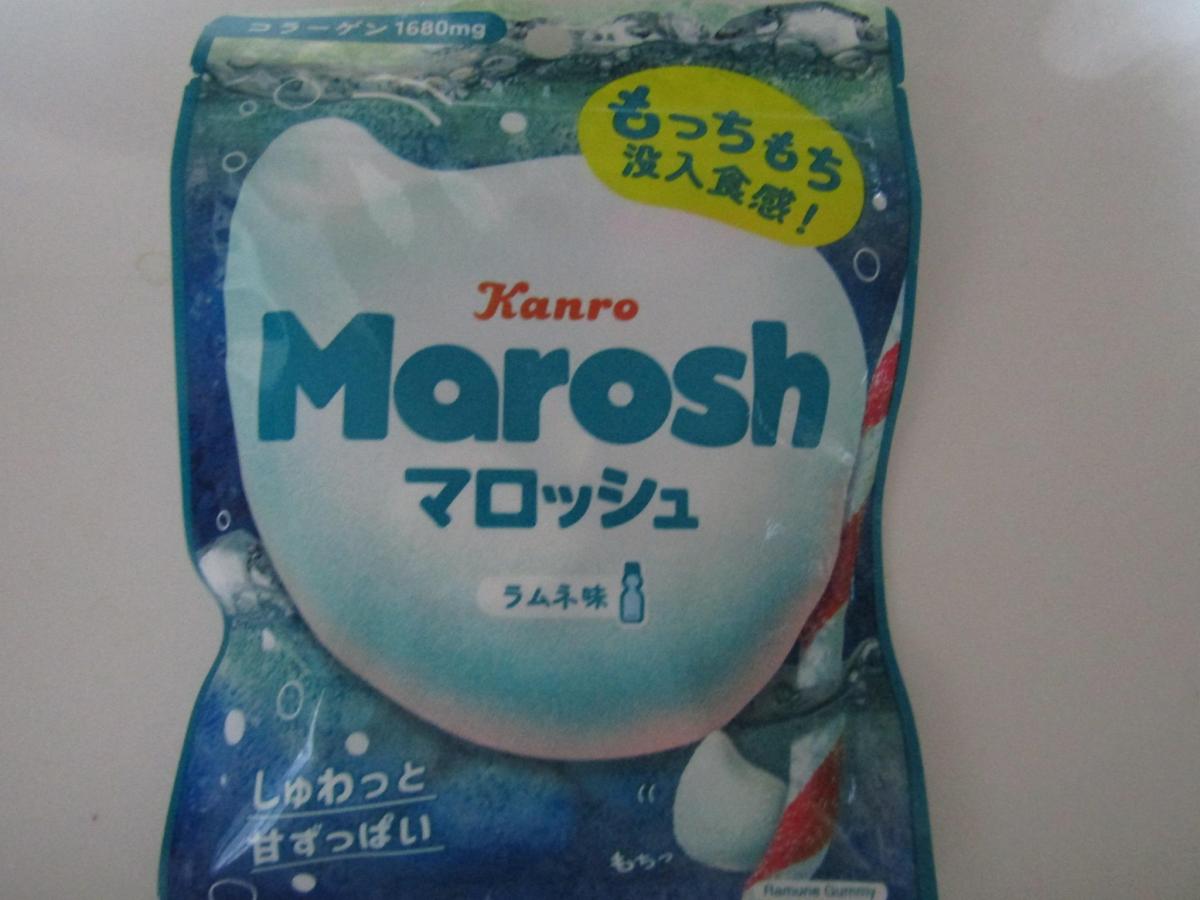 コラーゲン 1680mg
もっちもち
没入食感!
Kanro
Marosh
マロッシュ
ラムネ味
しゅわっと
甘ずっぱい
もちっ
Ramune Gummy